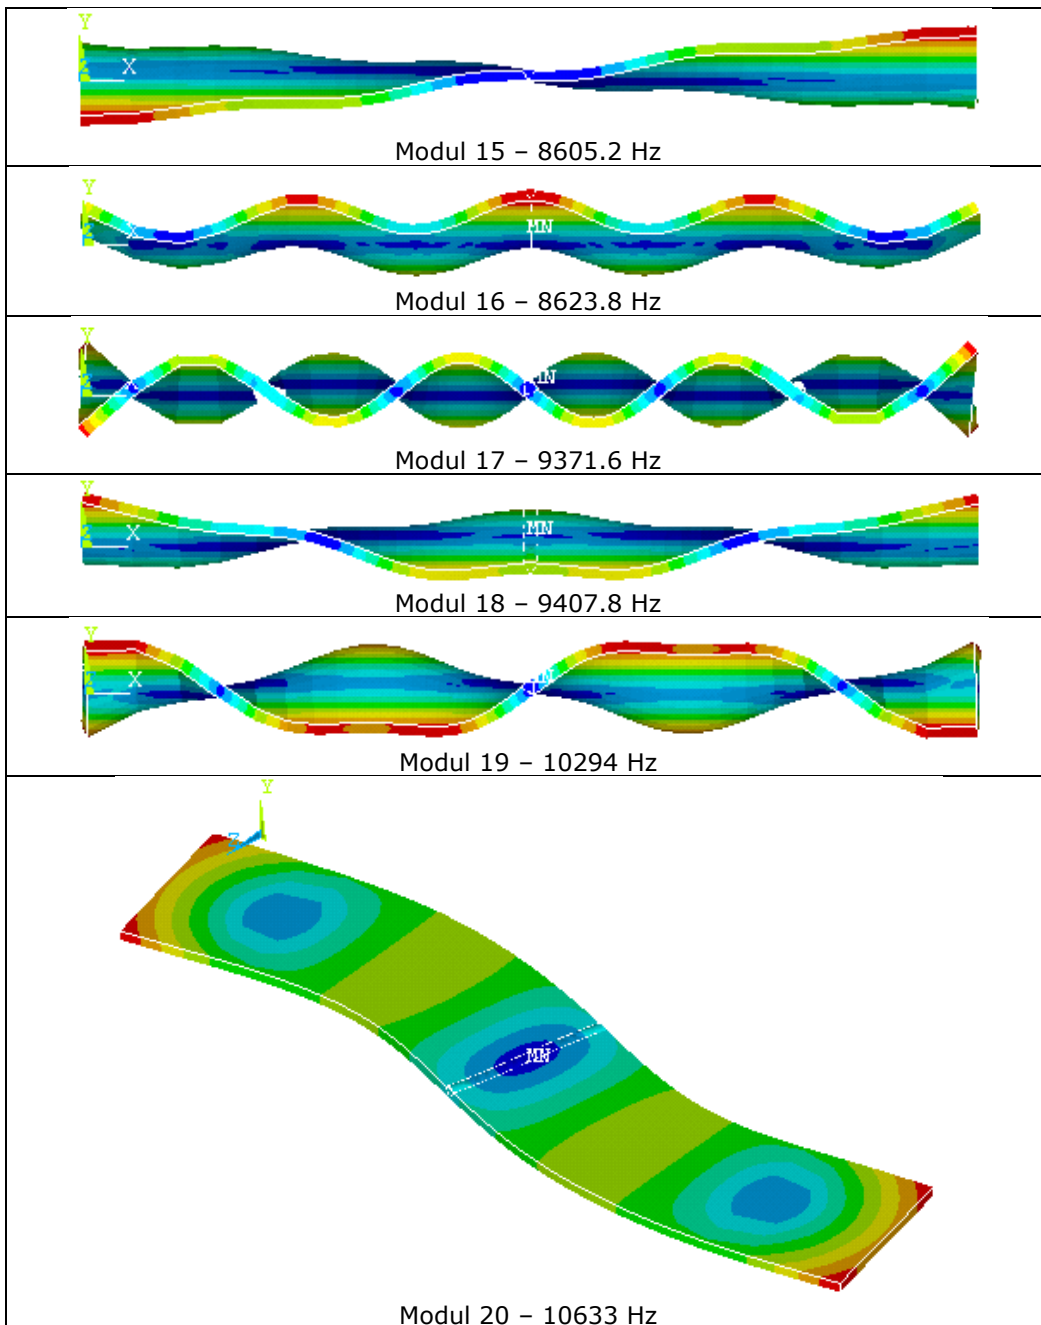 Y
X
Modul 15 – 8605.2 Hz
Y
X
MN
Modul 16 – 8623.8 Hz
Y
X
MN
Modul 17 – 9371.6 Hz
Y
X
MN
Modul 18 – 9407.8 Hz
Y
X
MN
Modul 19 – 10294 Hz
Y
Z
MN
Modul 20 – 10633 Hz